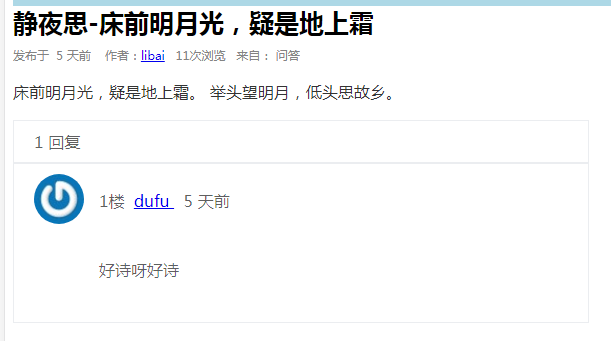 静夜思-床前明月光，疑是地上霜
发布于 5 天前 作者：libai 11次浏览 来自： 问答
床前明月光，疑是地上霜。 举头望明月，低头思故乡。
1 回复
1楼 dufu 5 天前
好诗呀好诗